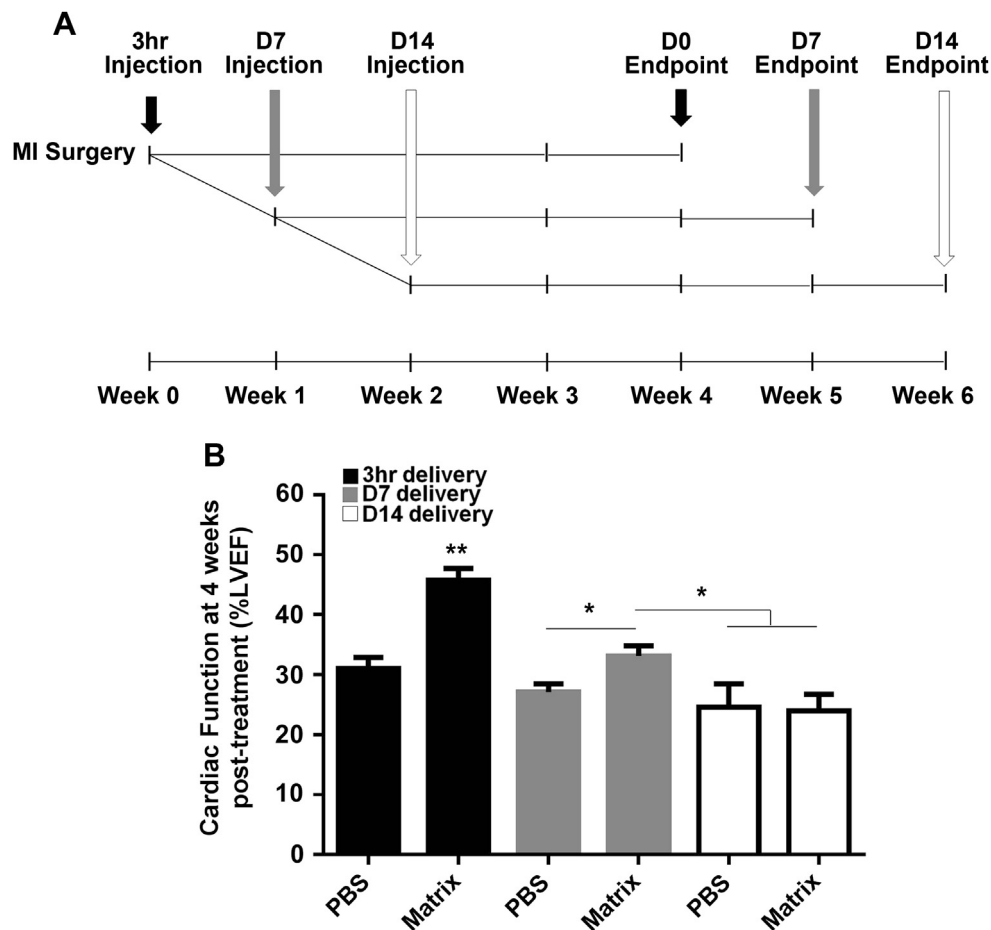 A
3hr D7 D14 D0 D7 D14
Injection Injection Injection Endpoint Endpoint Endpoint
MI Surgery
Week 0 Week 1 Week 2 Week 3 Week 4 Week 5 Week 6
B
3hr delivery
D7 delivery
D14 delivery
Cardiac Function at 4 weeks
post-treatment (%LVEF)
60
50
40
30
20
10
0
**
*
*
PBS Matrix PBS Matrix PBS Matrix